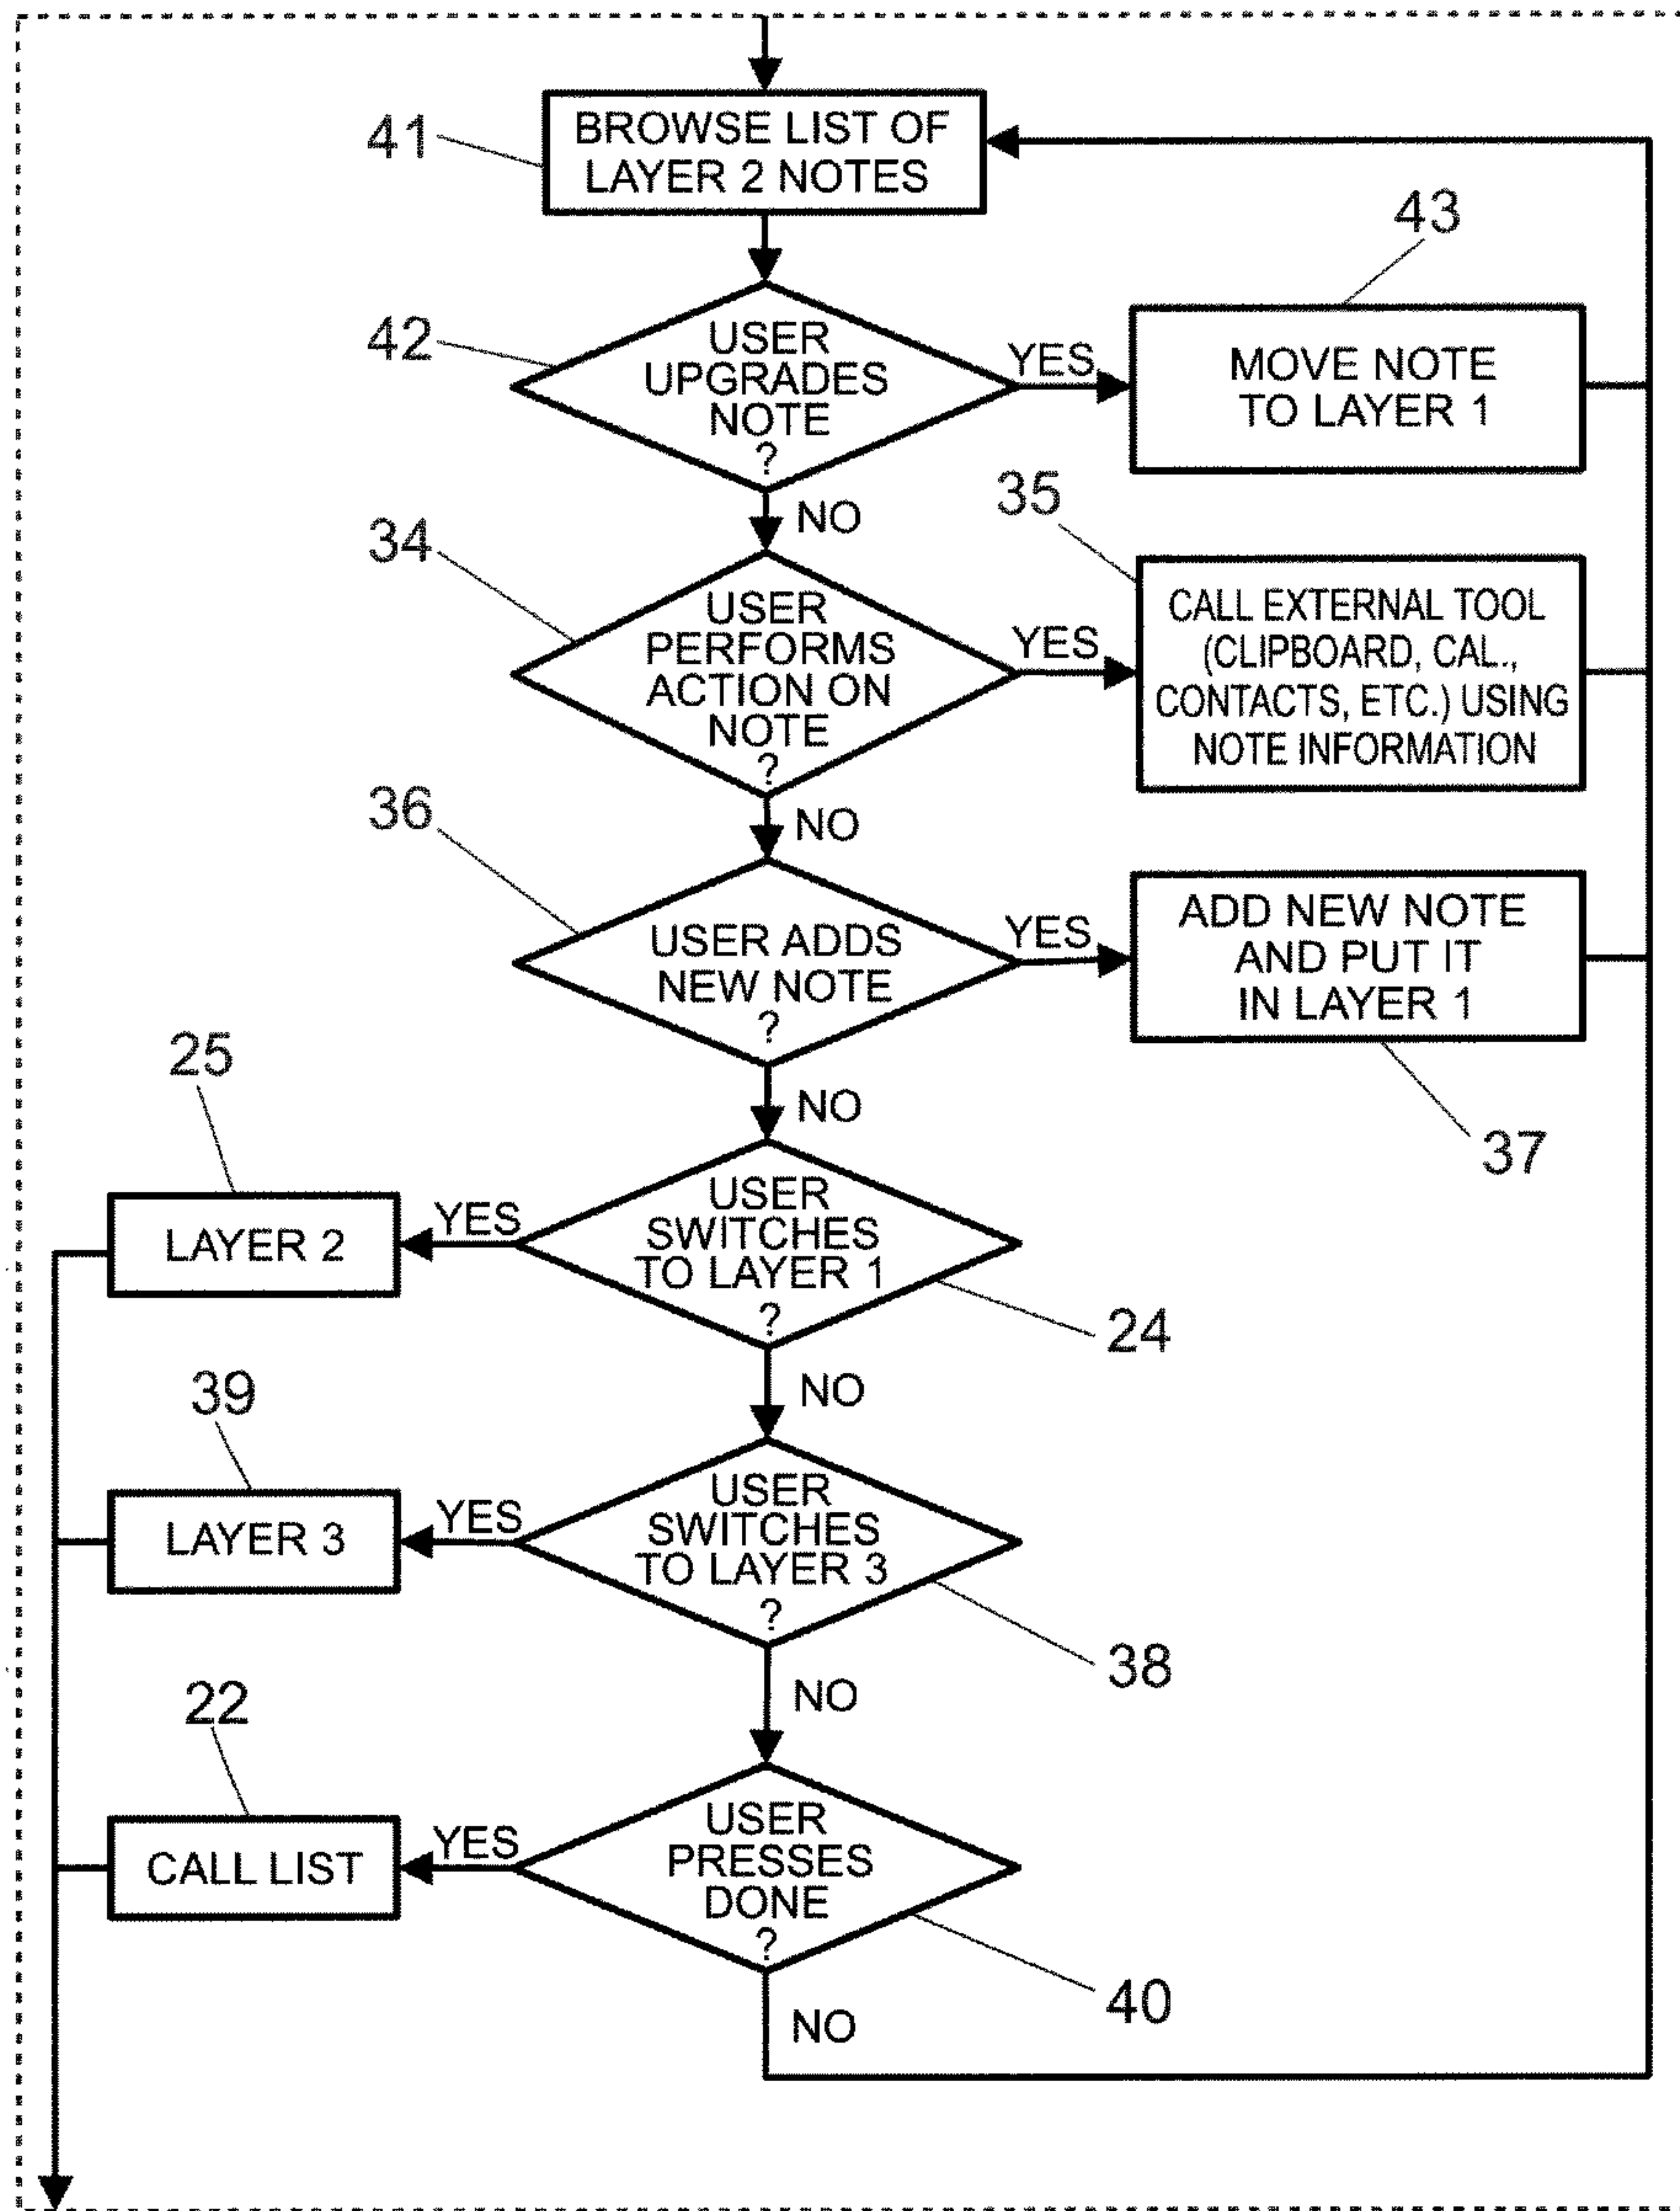 41
BROWSE LIST OF
LAYER 2 NOTES
42
USER
UPGRADES
NOTE
?
YES
43
MOVE NOTE
TO LAYER 1
NO
34
USER
PERFORMS
ACTION ON
NOTE
?
YES
35
CALL EXTERNAL TOOL
(CLIPBOARD, CAL.,
CONTACTS, ETC.) USING
NOTE INFORMATION
NO
36
USER ADDS
NEW NOTE
?
YES
ADD NEW NOTE
AND PUT IT
IN LAYER 1
37
NO
25
LAYER 2
YES
USER
SWITCHES
TO LAYER 1
?
24
NO
39
LAYER 3
YES
USER
SWITCHES
TO LAYER 3
?
38
NO
22
CALL LIST
YES
USER
PRESSES
DONE
?
40
NO